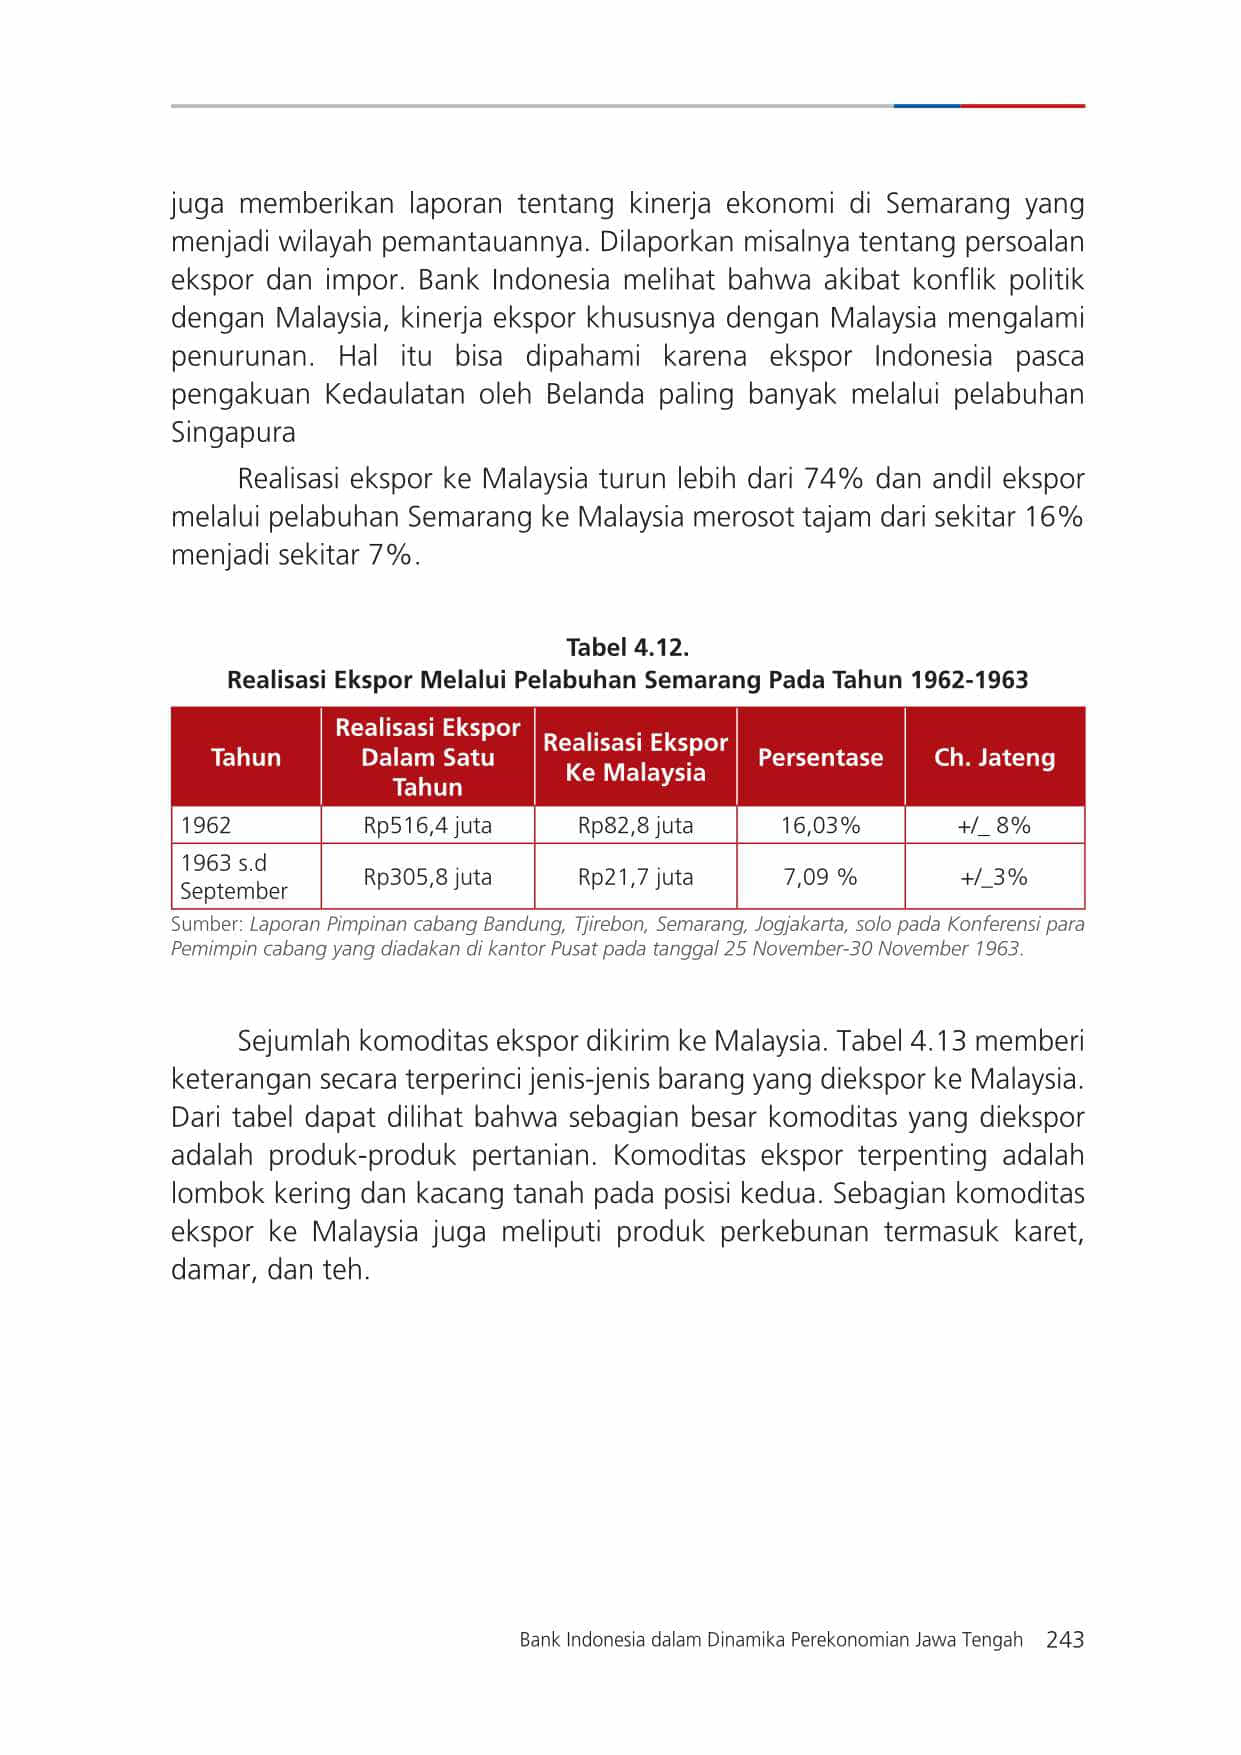 juga memberikan laporan tentang kinerja ekonomi di Semarang yang
menjadi wilayah pemantauannya. Dilaporkan misalnya tentang persoalan
ekspor dan impor. Bank Indonesia melihat bahwa akibat konflik politik
dengan Malaysia, kinerja ekspor khususnya dengan Malaysia mengalami
penurunan. Hal itu bisa dipahami karena ekspor Indonesia pasca
pengakuan Kedaulatan oleh Belanda paling banyak melalui pelabuhan
Singapura
Realisasi ekspor ke Malaysia turun lebih dari 74% dan andil ekspor
melalui pelabuhan Semarang ke Malaysia merosot tajam dari sekitar 16%
menjadi sekitar 7%.
Tabel 4.12.
Realisasi Ekspor Melalui Pelabuhan Semarang Pada Tahun 1962-1963
Tahun
Realisasi Ekspor
Dalam Satu
Tahun
Realisasi Ekspor
Ke Malaysia
Persentase
Ch. Jateng
1962 Rp516,4 juta Rp82,8 juta 16,03% +/_ 8%
1963 s.d
September
Rp305,8 juta Rp21,7 juta 7,09 % +/_3%
Sumber: Laporan Pimpinan cabang Bandung, Tjirebon, Semarang, Jogjakarta, solo pada Konferensi para
Pemimpin cabang yang diadakan di kantor Pusat pada tanggal 25 November-30 November 1963.
Sejumlah komoditas ekspor dikirim ke Malaysia. Tabel 4.13 memberi
keterangan secara terperinci jenis-jenis barang yang diekspor ke Malaysia.
Dari tabel dapat dilihat bahwa sebagian besar komoditas yang diekspor
adalah produk-produk pertanian. Komoditas ekspor terpenting adalah
lombok kering dan kacang tanah pada posisi kedua. Sebagian komoditas
ekspor ke Malaysia juga meliputi produk perkebunan termasuk karet,
damar, dan teh.
Bank Indonesia dalam Dinamika Perekonomian Jawa Tengah 243